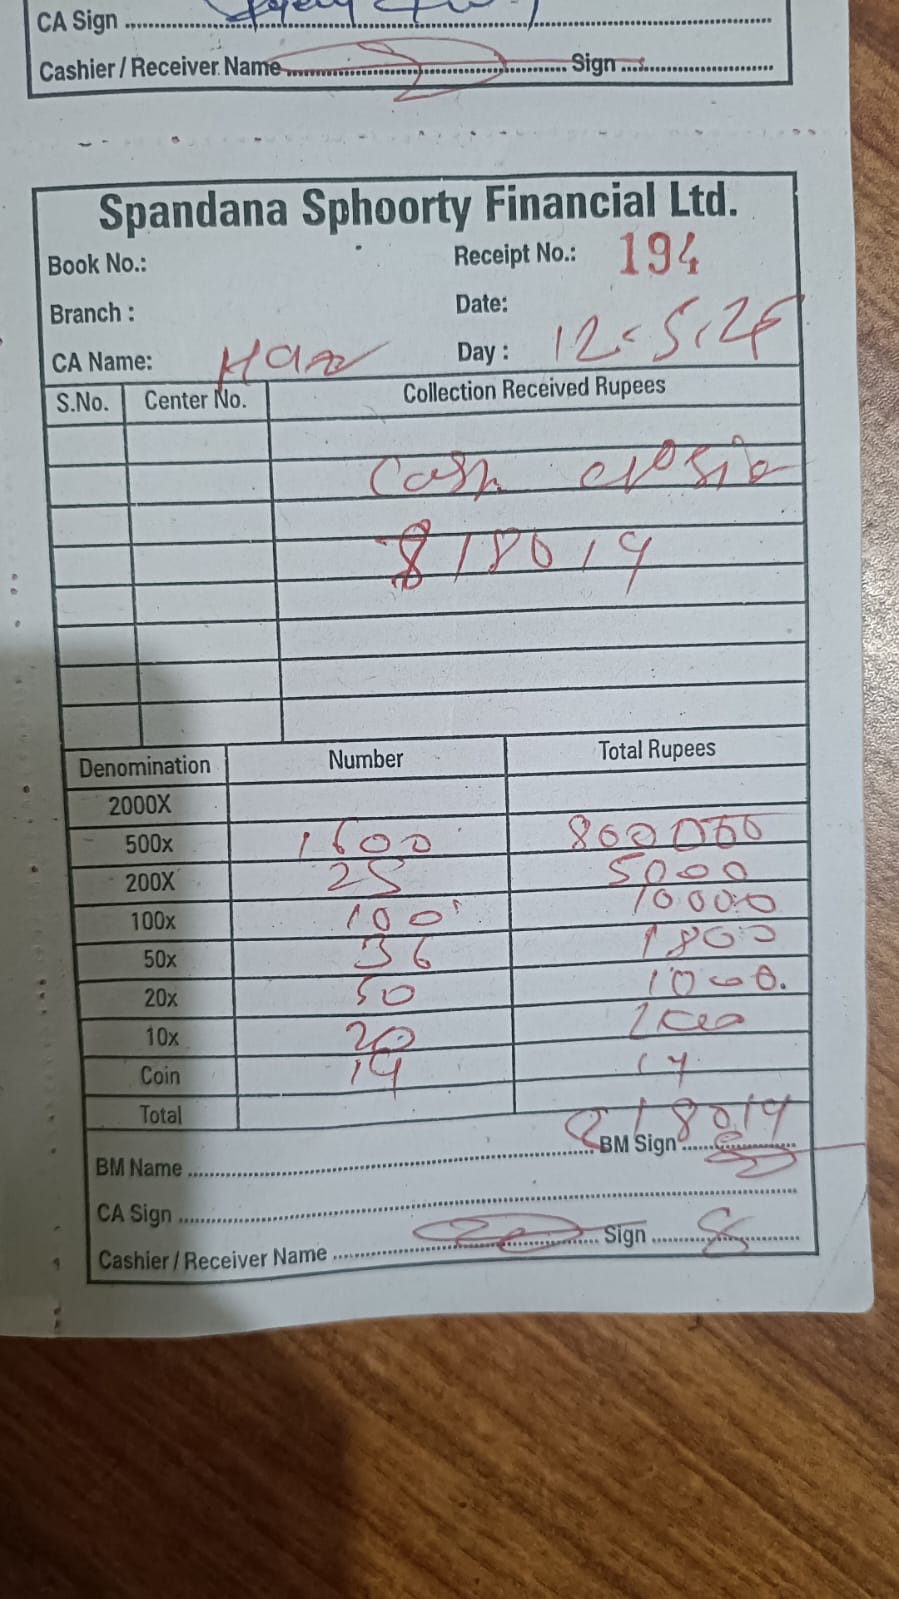 CA Sign
Cashier / Receiver Name Sign
Spandana Sphoorty Financial Ltd.
Book No.: Receipt No.: 194
Branch : Date:
CA Name: Day : 12.5.25
S.No. Center No. Collection Received Rupees
Cash
818019
Denomination Number Total Rupees
2000X
500x 1600 800000
200X 25 5000
100x 100 10000
50x 36 1800
20x 50 1000.
10x 20 200
Coin 19 19
Total 818019
BM Name BM Sign
CA Sign
Cashier / Receiver Name Sign